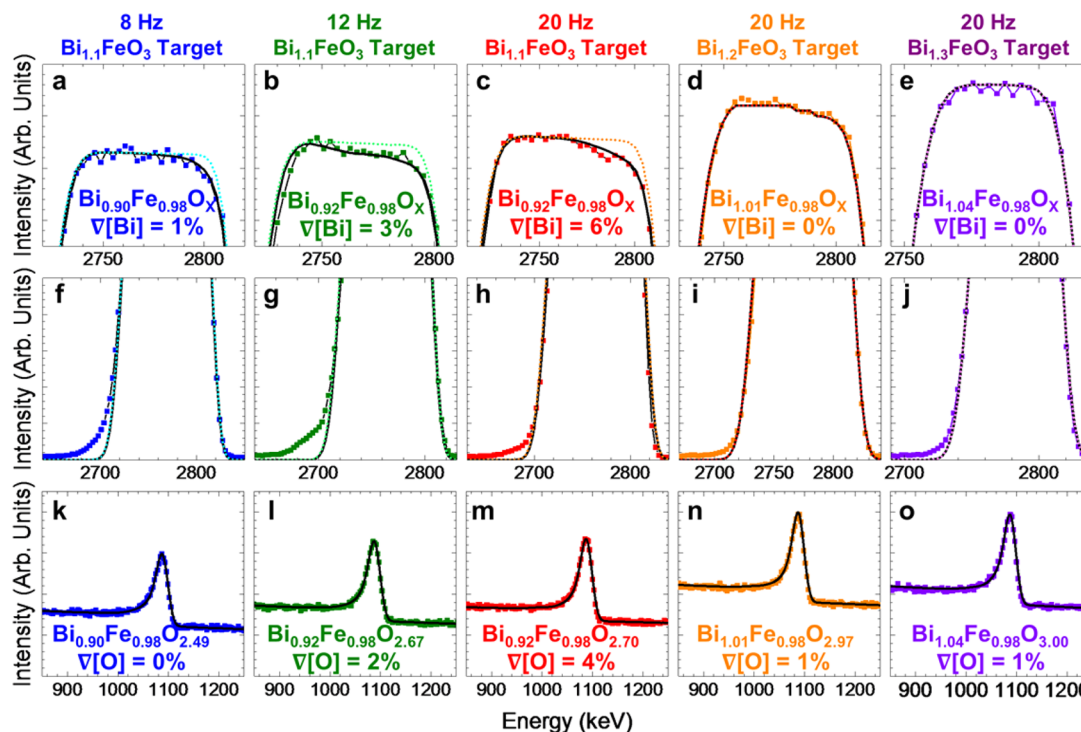 8 Hz
Bi₁.₁FeO₃ Target
12 Hz
Bi₁.₁FeO₃ Target
20 Hz
Bi₁.₁FeO₃ Target
20 Hz
Bi₁.₂FeO₃ Target
20 Hz
Bi₁.₃FeO₃ Target
Intensity (Arb. Units)
a
Bi₀.₉₀Fe₀.₉₈Oₓ
∇[Bi] = 1%
2750 2800
b
Bi₀.₉₂Fe₀.₉₈Oₓ
∇[Bi] = 3%
2750 2800
c
Bi₀.₉₂Fe₀.₉₈Oₓ
∇[Bi] = 6%
2750 2800
d
Bi₁.₀₁Fe₀.₉₈Oₓ
∇[Bi] = 0%
2750 2800
e
Bi₁.₀₄Fe₀.₉₈Oₓ
∇[Bi] = 0%
2750 2800
Intensity (Arb. Units)
f
2700 2800
g
2700 2800
h
2700 2800
i
2700 2750 2800
j
2700 2800
Intensity (Arb. Units)
k
Bi₀.₉₀Fe₀.₉₈O₂.₄₉
∇[O] = 0%
900 1000 1100 1200
l
Bi₀.₉₂Fe₀.₉₈O₂.₆₇
∇[O] = 2%
900 1000 1100 1200
m
Bi₀.₉₂Fe₀.₉₈O₂.₇₀
∇[O] = 4%
900 1000 1100 1200
n
Bi₁.₀₁Fe₀.₉₈O₂.₉₇
∇[O] = 1%
900 1000 1100 1200
o
Bi₁.₀₄Fe₀.₉₈O₃.₀₀
∇[O] = 1%
900 1000 1100 1200
Energy (keV)